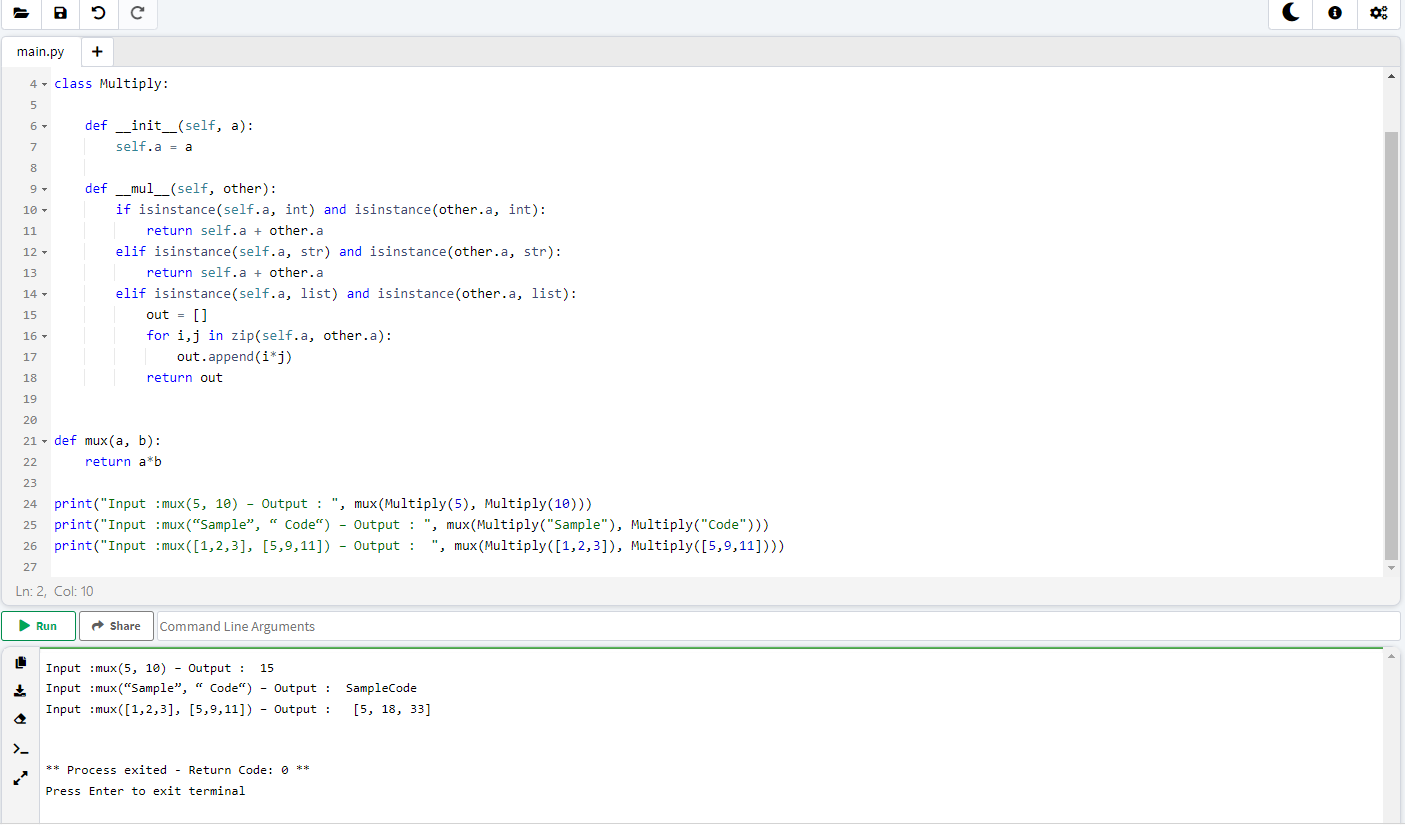 main.py +
4 class Multiply:
5
6     def __init__(self, a):
7         self.a = a
8
9     def __mul__(self, other):
10         if isinstance(self.a, int) and isinstance(other.a, int):
11             return self.a + other.a
12         elif isinstance(self.a, str) and isinstance(other.a, str):
13             return self.a + other.a
14         elif isinstance(self.a, list) and isinstance(other.a, list):
15             out = []
16             for i,j in zip(self.a, other.a):
17                 out.append(i*j)
18             return out
19
20
21 def mux(a, b):
22     return a*b
23
24 print("Input :mux(5, 10) – Output : ", mux(Multiply(5), Multiply(10)))
25 print("Input :mux(“Sample”, “ Code“) – Output : ", mux(Multiply("Sample"), Multiply("Code")))
26 print("Input :mux([1,2,3], [5,9,11]) – Output :  ", mux(Multiply([1,2,3]), Multiply([5,9,11])))
27
Ln: 2, Col: 10
Run Share Command Line Arguments
Input :mux(5, 10) – Output :  15
Input :mux(“Sample”, “ Code“) – Output :  SampleCode
Input :mux([1,2,3], [5,9,11]) – Output :   [5, 18, 33]
** Process exited - Return Code: 0 **
Press Enter to exit terminal